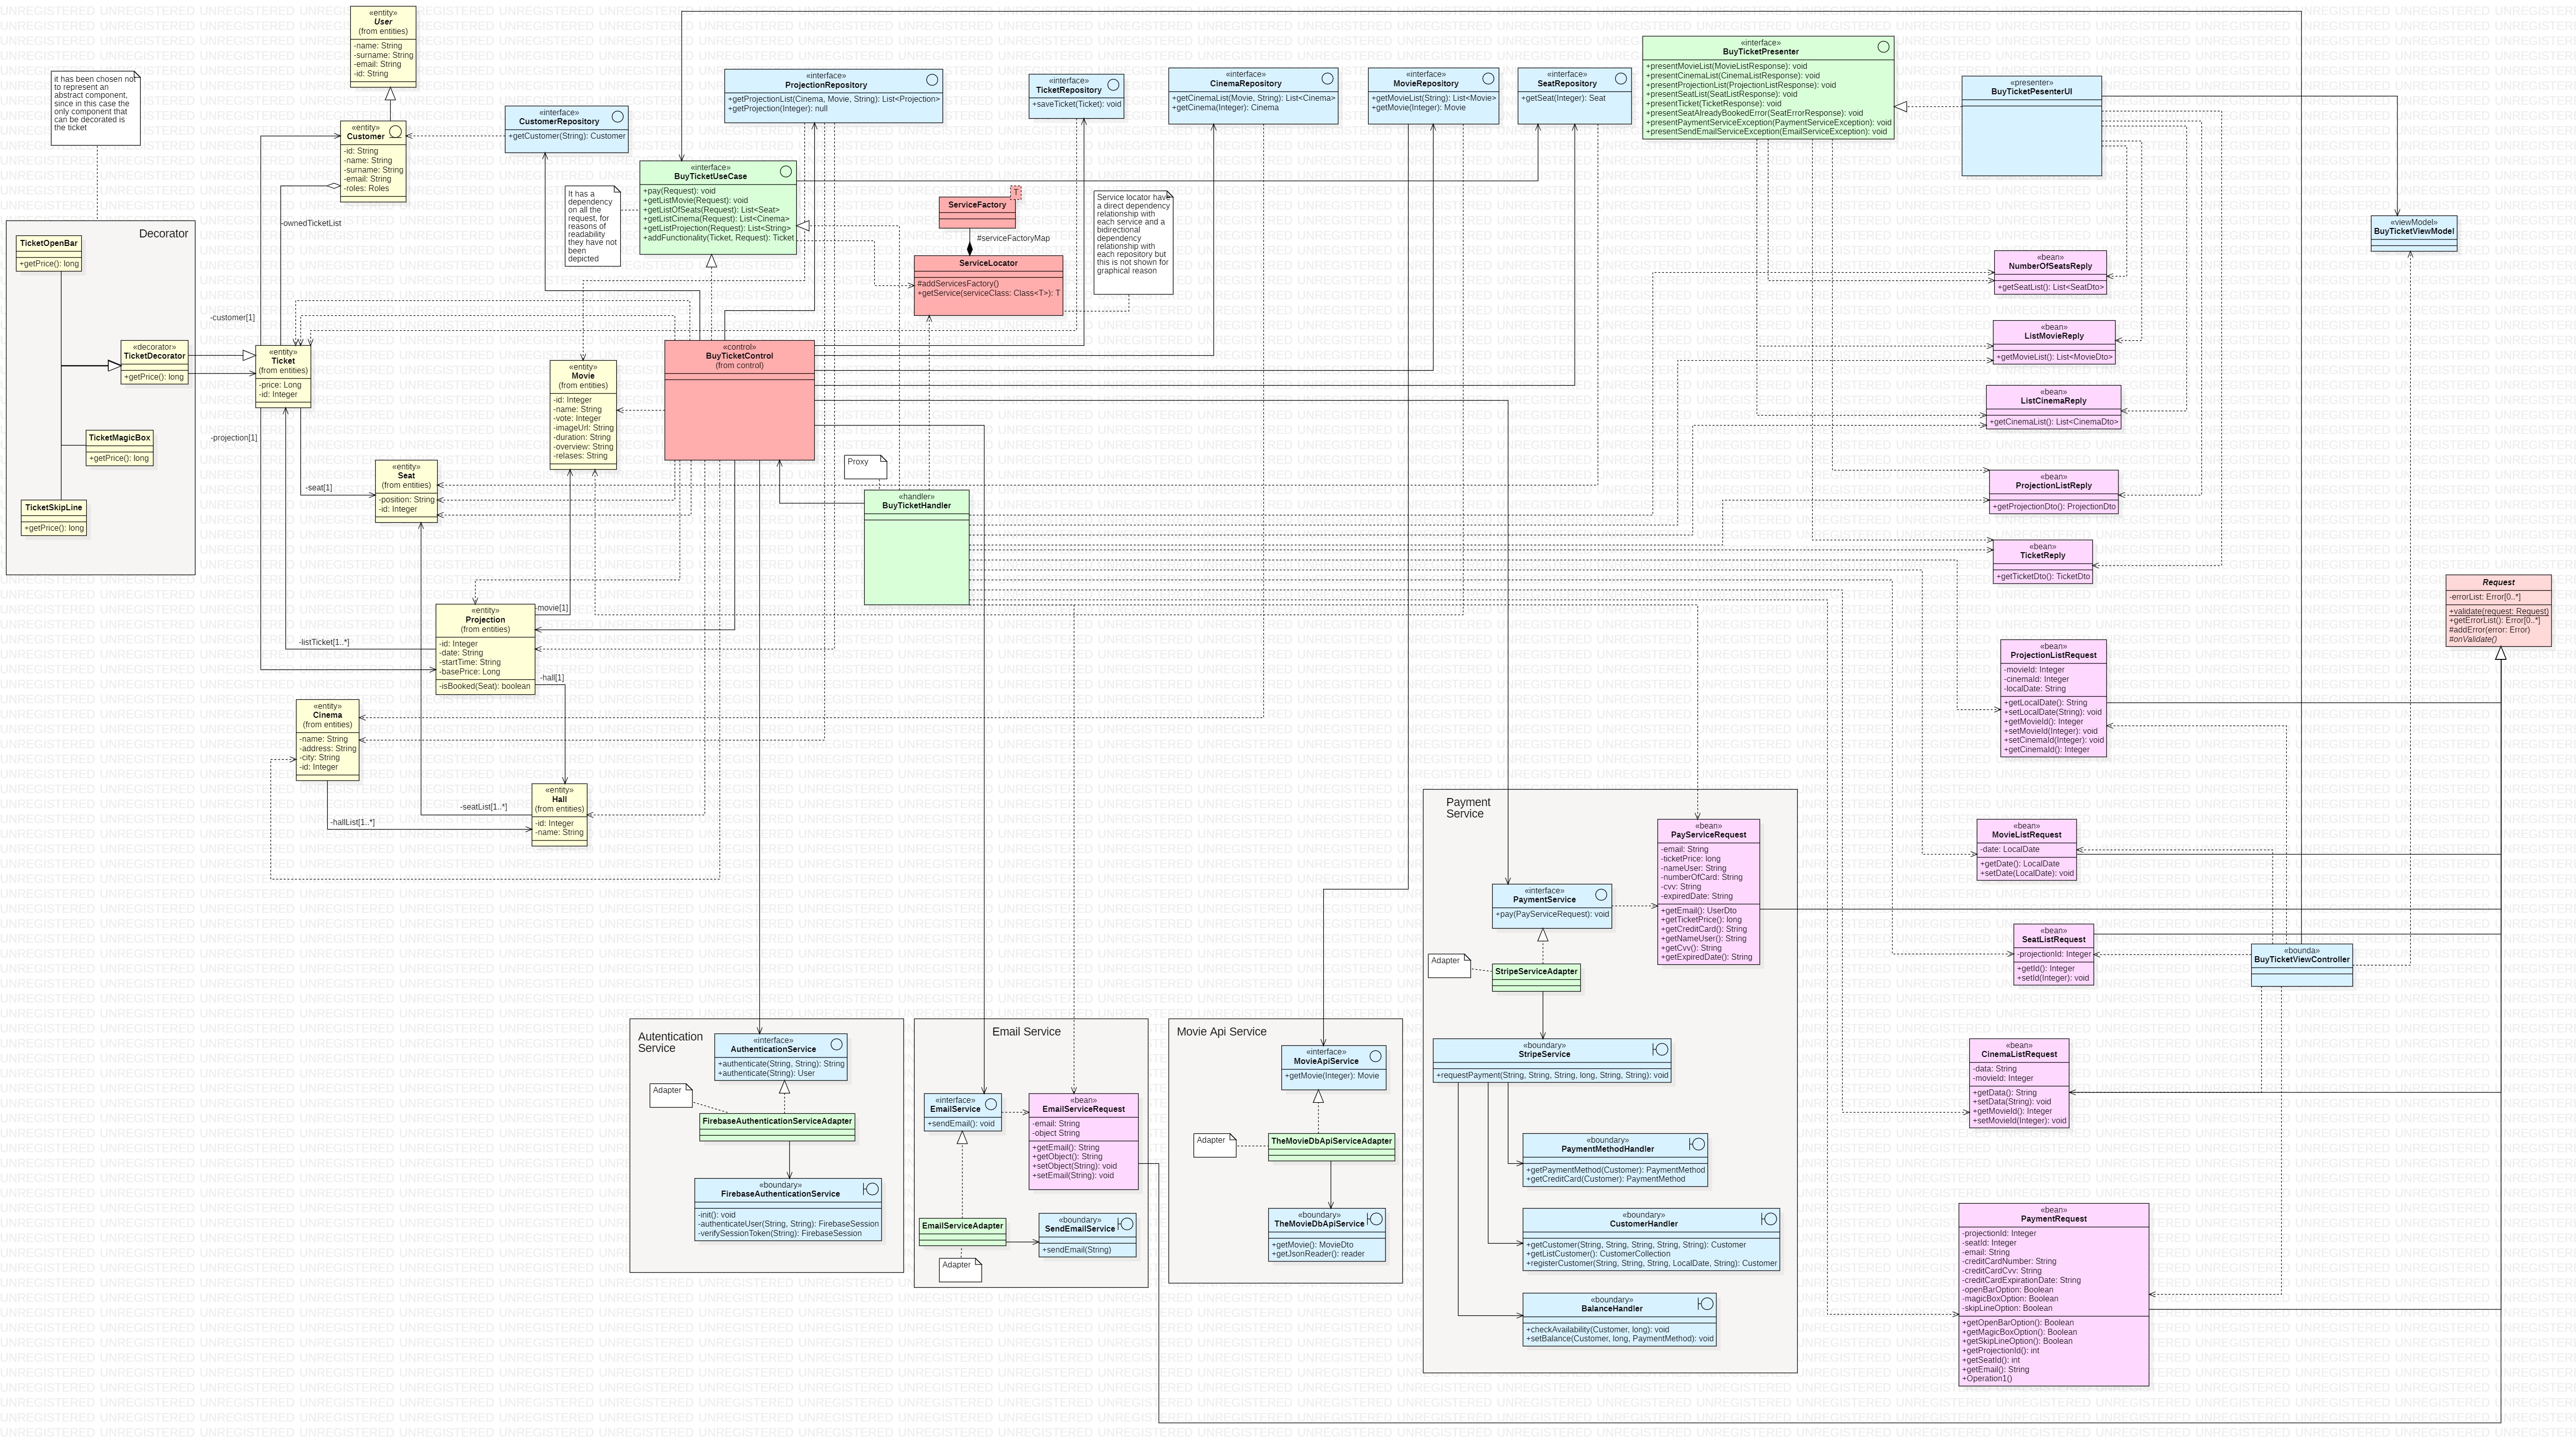 «entity»
User
(from entities)
-name: String
-surname: String
-email: String
-id: String
it has been chosen not
to represent an
abstract component,
since in this case the
only component that
can be decorated is
the ticket
«entity»
Customer
-id: String
-name: String
-surname: String
-email: String
-roles: Roles
«interface»
CustomerRepository
+getCustomer(String): Customer
«interface»
ProjectionRepository
+getProjectionList(Cinema, Movie, String): List<Projection>
+getProjection(Integer): null
«interface»
TicketRepository
+saveTicket(Ticket): void
«interface»
CinemaRepository
+getCinemaList(Movie, String): List<Cinema>
+getCinema(Integer): Cinema
«interface»
MovieRepository
+getMovieList(String): List<Movie>
+getMovie(Integer): Movie
«interface»
SeatRepository
+getSeat(Integer): Seat
«interface»
BuyTicketPresenter
+presentMovieList(MovieListResponse): void
+presentCinemaList(CinemaListResponse): void
+presentProjectionList(ProjectionListResponse): void
+presentSeatList(SeatListResponse): void
+presentTicket(TicketResponse): void
+presentSeatAlreadyBookedError(SeatErrorResponse): void
+presentPaymentServiceException(PaymentServiceException): void
+presentSendEmailServiceException(EmailServiceException): void
«presenter»
BuyTicketPesenterUI
«viewModel»
BuyTicketViewModel
It has a
dependency
on all the
request, for
reasons of
readability
they have not
been
depicted
«interface»
BuyTicketUseCase
+pay(Request): void
+getListMovie(Request): void
+getListOfSeats(Request): List<Seat>
+getListCinema(Request): List<Cinema>
+getListProjection(Request): List<String>
+addFunctionality(Ticket, Request): Ticket
T
ServiceFactory
#serviceFactoryMap
ServiceLocator
#addServicesFactory()
+getService(serviceClass: Class<T>): T
Service locator have
a direct dependency
relationship with
each service and a
bidirectional
dependency
relationship with
each repository but
this is not shown for
graphical reason
Decorator
TicketOpenBar
+getPrice(): long
«decorator»
TicketDecorator
+getPrice(): long
TicketMagicBox
+getPrice(): long
TicketSkipLine
+getPrice(): long
-ownedTicketList
-customer[1]
«entity»
Ticket
(from entities)
-price: Long
-id: Integer
-projection[1]
-seat[1]
«entity»
Seat
(from entities)
-position: String
-id: Integer
«entity»
Movie
(from entities)
-id: Integer
-name: String
-vote: Integer
-imageUrl: String
-duration: String
-overview: String
-relases: String
«control»
BuyTicketControl
(from control)
Proxy
«handler»
BuyTicketHandler
«bean»
NumberOfSeatsReply
+getSeatList(): List<SeatDto>
«bean»
ListMovieReply
+getMovieList(): List<MovieDto>
«bean»
ListCinemaReply
+getCinemaList(): List<CinemaDto>
«bean»
ProjectionListReply
+getProjectionDto(): ProjectionDto
«bean»
TicketReply
+getTicketDto(): TicketDto
Request
-errorList: Error[0..*]
+validate(request: Request)
+getErrorList(): Error[0..*]
#addError(error: Error)
#onValidate()
«entity»
Projection
(from entities)
-id: Integer
-date: String
-startTime: String
-basePrice: Long
-isBooked(Seat): boolean
-movie[1]
-listTicket[1..*]
-hall[1]
«entity»
Cinema
(from entities)
-name: String
-address: String
-city: String
-id: Integer
-hallList[1..*]
-seatList[1..*]
«entity»
Hall
(from entities)
-id: Integer
-name: String
«bean»
ProjectionListRequest
-movieId: Integer
-cinemaId: Integer
-localDate: String
+getLocalDate(): String
+setLocalDate(String): void
+getMovieId(): Integer
+setMovieId(Integer): void
+setCinemaId(Integer): void
+getCinemaId(): Integer
«bean»
MovieListRequest
-date: LocalDate
+getDate(): LocalDate
+setDate(LocalDate): void
«bean»
SeatListRequest
-projectionId: Integer
+getId(): Integer
+setId(Integer): void
«bounda»
BuyTicketViewController
«bean»
CinemaListRequest
-data: String
-movieId: Integer
+getData(): String
+setData(String): void
+getMovieId(): Integer
+setMovieId(Integer): void
«bean»
PaymentRequest
-projectionId: Integer
-seatId: Integer
-email: String
-creditCardNumber: String
-creditCardCvv: String
-creditCardExpirationDate: String
-openBarOption: Boolean
-magicBoxOption: Boolean
-skipLineOption: Boolean
+getOpenBarOption(): Boolean
+getMagicBoxOption(): Boolean
+getSkipLineOption(): Boolean
+getProjectionId(): int
+getSeatId(): int
+getEmail(): String
+Operation1()
Payment
Service
«bean»
PayServiceRequest
-email: String
-ticketPrice: long
-nameUser: String
-numberOfCard: String
-cvv: String
-expiredDate: String
+getEmail(): UserDto
+getTicketPrice(): long
+getCreditCard(): String
+getNameUser(): String
+getCvv(): String
+getExpiredDate(): String
«interface»
PaymentService
+pay(PayServiceRequest): void
Adapter
StripeServiceAdapter
«boundary»
StripeService
+requestPayment(String, String, String, long, String, String): void
«boundary»
PaymentMethodHandler
+getPaymentMethod(Customer): PaymentMethod
+getCreditCard(Customer): PaymentMethod
«boundary»
CustomerHandler
+getCustomer(String, String, String, String, String): Customer
+getListCustomer(): CustomerCollection
+registerCustomer(String, String, String, LocalDate, String): Customer
«boundary»
BalanceHandler
+checkAvailability(Customer, long): void
+setBalance(Customer, long, PaymentMethod): void
Autentication
Service
«interface»
AuthenticationService
+authenticate(String, String): String
+authenticate(String): User
Adapter
FirebaseAuthenticationServiceAdapter
«boundary»
FirebaseAuthenticationService
-init(): void
-authenticateUser(String, String): FirebaseSession
-verifySessionToken(String): FirebaseSession
Email Service
«interface»
EmailService
+sendEmail(): void
«bean»
EmailServiceRequest
-email: String
-object String
+getEmail(): String
+getObject(): String
+setObject(String): void
+setEmail(String): void
EmailServiceAdapter
Adapter
«boundary»
SendEmailService
+sendEmail(String)
Movie Api Service
«interface»
MovieApiService
+getMovie(Integer): Movie
Adapter
TheMovieDbApiServiceAdapter
«boundary»
TheMovieDbApiService
+getMovie(): MovieDto
+getJsonReader(): reader
UNREGISTERED